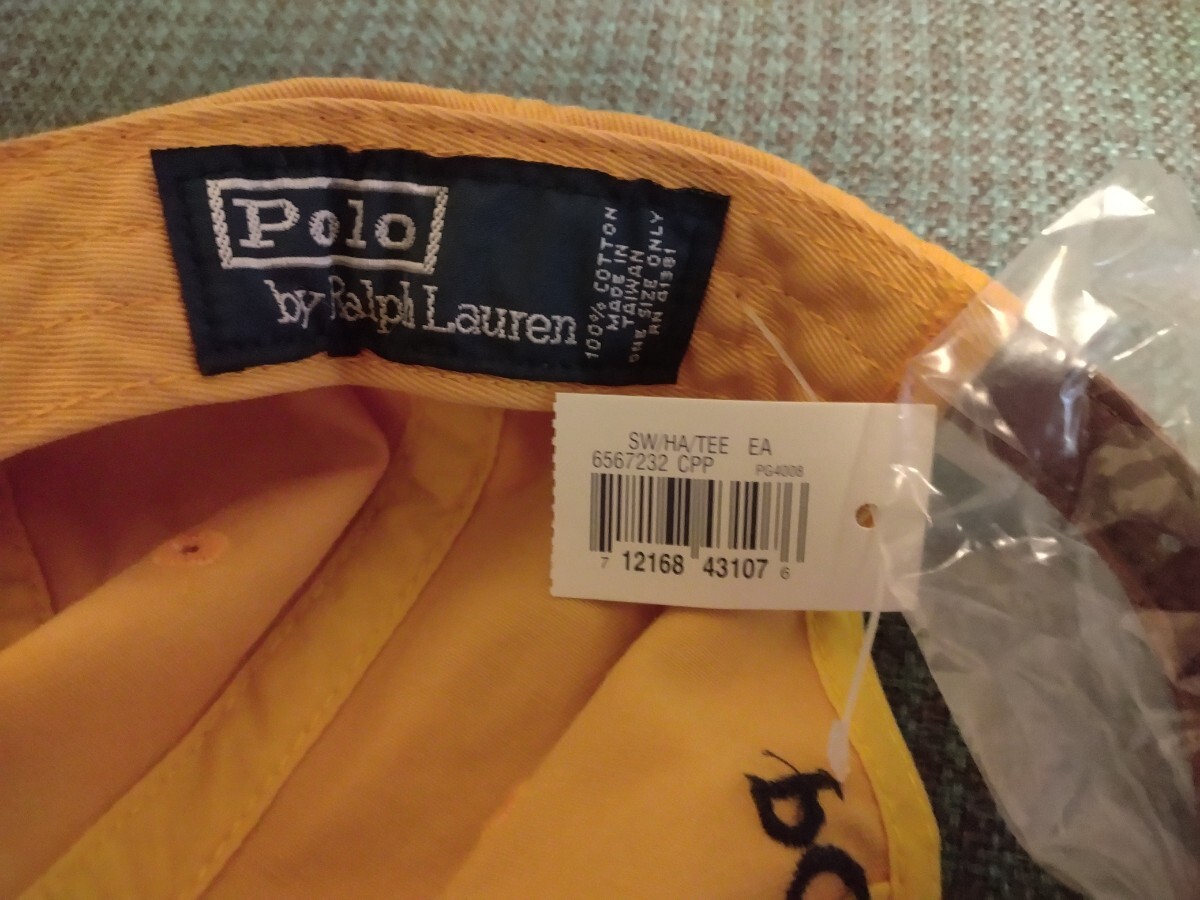 Polo
by Ralph Lauren
100% COTTON
MADE IN
TAIWAN
ONE SIZE ONLY
RN 41381
SW/HA/TEE EA
6567232 CPP PG4008
7 12168 43107 6